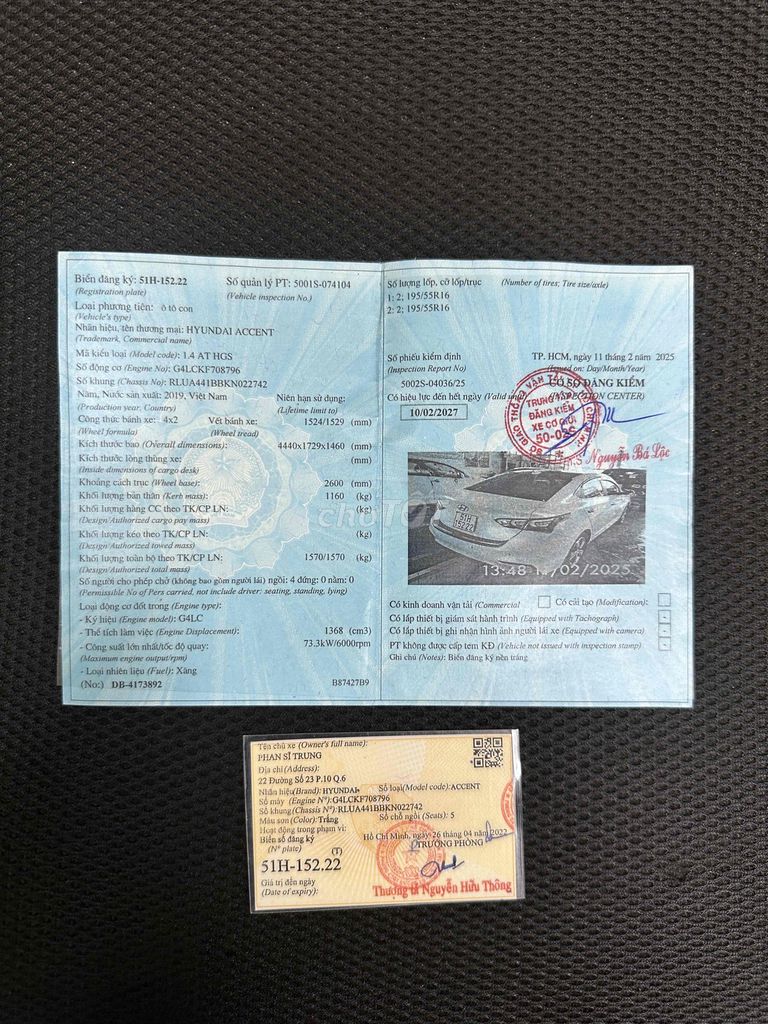 Biển đăng ký: 51H-152.22 Số quản lý PT: 5001S-074104
(Registration plate) (Vehicle inspection No.)
Loại phương tiện: ô tô con
(Vehicle's type)
Nhãn hiệu, tên thương mại: HYUNDAI ACCENT
(Trademark, Commercial name)
Mã kiểu loại (Model code): 1.4 AT HGS
Số động cơ (Engine No): G4LCKF708796
Số khung (Chassis No): RLUA441BBKN022742
Năm, Nước sản xuất: 2019, Việt Nam Niên hạn sử dụng:
(Production year, Country) (Lifetime limit to)
Công thức bánh xe: 4x2 Vết bánh xe: 1524/1529 (mm)
(Wheel formula) (Wheel tread)
Kích thước bao (Overall dimensions): 4440x1729x1460 (mm)
Kích thước lòng thùng xe: (mm)
(Inside dimensions of cargo desk)
Khoảng cách trục (Wheel base): 2600 (mm)
Khối lượng bản thân (Kerb mass): 1160 (kg)
Khối lượng hàng CC theo TK/CP LN: (kg)
(Design/Authorized cargo pay mass)
Khối lượng kéo theo TK/CP LN: (kg)
(Design/Authorized towed mass)
Khối lượng toàn bộ theo TK/CP LN: 1570/1570 (kg)
(Design/Authorized total mass)
Số người cho phép chở (không bao gồm người lái) ngồi: 4 đứng: 0 nằm: 0
(Permissible No of Pers carried, not include driver: seating, standing, lying)
Loại động cơ đốt trong (Engine type):
- Ký hiệu (Engine model): G4LC
- Thể tích làm việc (Engine Displacement): 1368 (cm3)
- Công suất lớn nhất/tốc độ quay: 73.3kW/6000rpm
(Maximum engine output/rpm)
- Loại nhiên liệu (Fuel): Xăng
(No:) DB-4173892 B87427B9
Số lượng lốp, cỡ lốp/trục (Number of tires; Tire size/axle)
1: 2; 195/55R16
2: 2; 195/55R16
Số phiếu kiểm định TP. HCM, ngày 11 tháng 2 năm 2025
(Inspection Report No) (Issued on: Day/Month/Year)
5002S-04036/25 CƠ SỞ ĐĂNG KIỂM
Có hiệu lực đến hết ngày (Valid until) (INSPECTION CENTER)
10/02/2027
TRUNG TÂM
ĐĂNG KIỂM
XE CƠ GIỚI
50-02S
Nguyễn Bá Lộc
chợTỐT
51H
152.22
13:48 1 /02/2025
Có kinh doanh vận tải (Commercial Có cải tạo (Modification):
Có lắp thiết bị giám sát hành trình (Equipped with Tachograph)
Có lắp thiết bị ghi nhận hình ảnh người lái xe (Equipped with camera)
PT không được cấp tem KĐ (Vehicle not issued with inspection stamp)
Ghi chú (Notes): Biển đăng ký nền trắng
Tên chủ xe (Owner's full name):
PHAN SĨ TRUNG
Địa chỉ (Address):
22 Đường Số 23 P.10 Q.6
Nhãn hiệu(Brand): HYUNDAI Số loại(Model code): ACCENT
Số máy (Engine N°):G4LCKF708796
Số khung(Chassis N°):RLUA441BBKN022742
Màu sơn (Color):Trắng Số chỗ ngồi (Seats): 5
Hoạt động trong phạm vi:
Biển số đăng ký Hồ Chí Minh, ngày 26 tháng 04 năm 2022
(N° plate) (T) TRƯỞNG PHÒNG
51H-152.22
Giá trị đến ngày
(Date of expiry): Thượng tá Nguyễn Hữu Thông